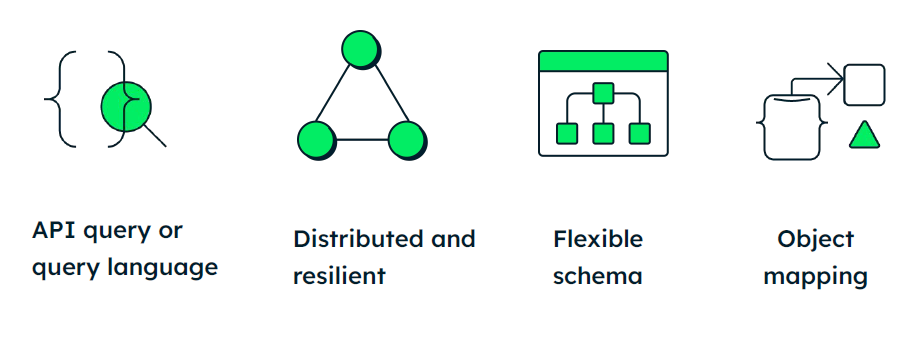 API query or
query language
Distributed and
resilient
Flexible
schema
Object
mapping